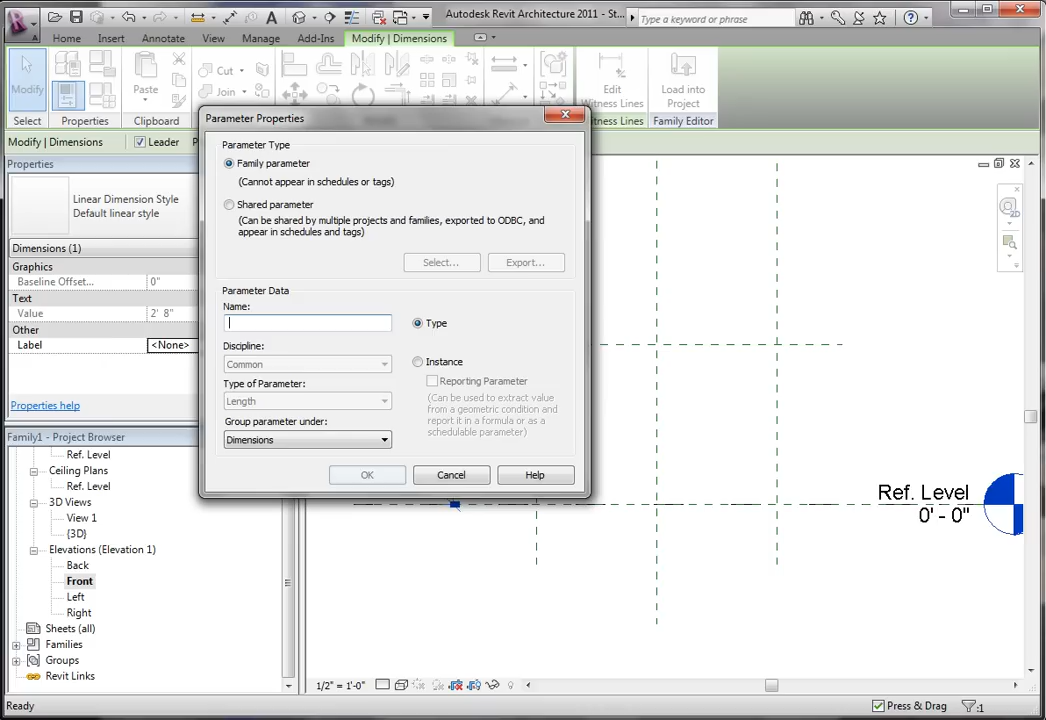 Autodesk Revit Architecture 2011 - St...
Type a keyword or phrase
Home
Insert
Annotate
View
Manage
Add-Ins
Modify | Dimensions
Modify
Paste
Cut
Join
Edit
Witness Lines
Load into
Project
Select
Properties
Clipboard
Witness Lines
Family Editor
Modify | Dimensions
Leader
Properties
Linear Dimension Style
Default linear style
Dimensions (1)
Graphics
Baseline Offset...
0"
Text
Value
2' 8"
Other
Label
<None>
Properties help
Family1 - Project Browser
Ref. Level
Ceiling Plans
Ref. Level
3D Views
View 1
{3D}
Elevations (Elevation 1)
Back
Front
Left
Right
Sheets (all)
Families
Groups
Revit Links
Parameter Properties
Parameter Type
Family parameter
(Cannot appear in schedules or tags)
Shared parameter
(Can be shared by multiple projects and families, exported to ODBC, and
appear in schedules and tags)
Select...
Export...
Parameter Data
Name:
Type
Discipline:
Common
Instance
Type of Parameter:
Reporting Parameter
Length
(Can be used to extract value
from a geometric condition and
report it in a formula or as a
schedulable parameter)
Group parameter under:
Dimensions
OK
Cancel
Help
2D
Ref. Level
0' - 0"
1/2" = 1'-0"
Ready
Press & Drag
:1